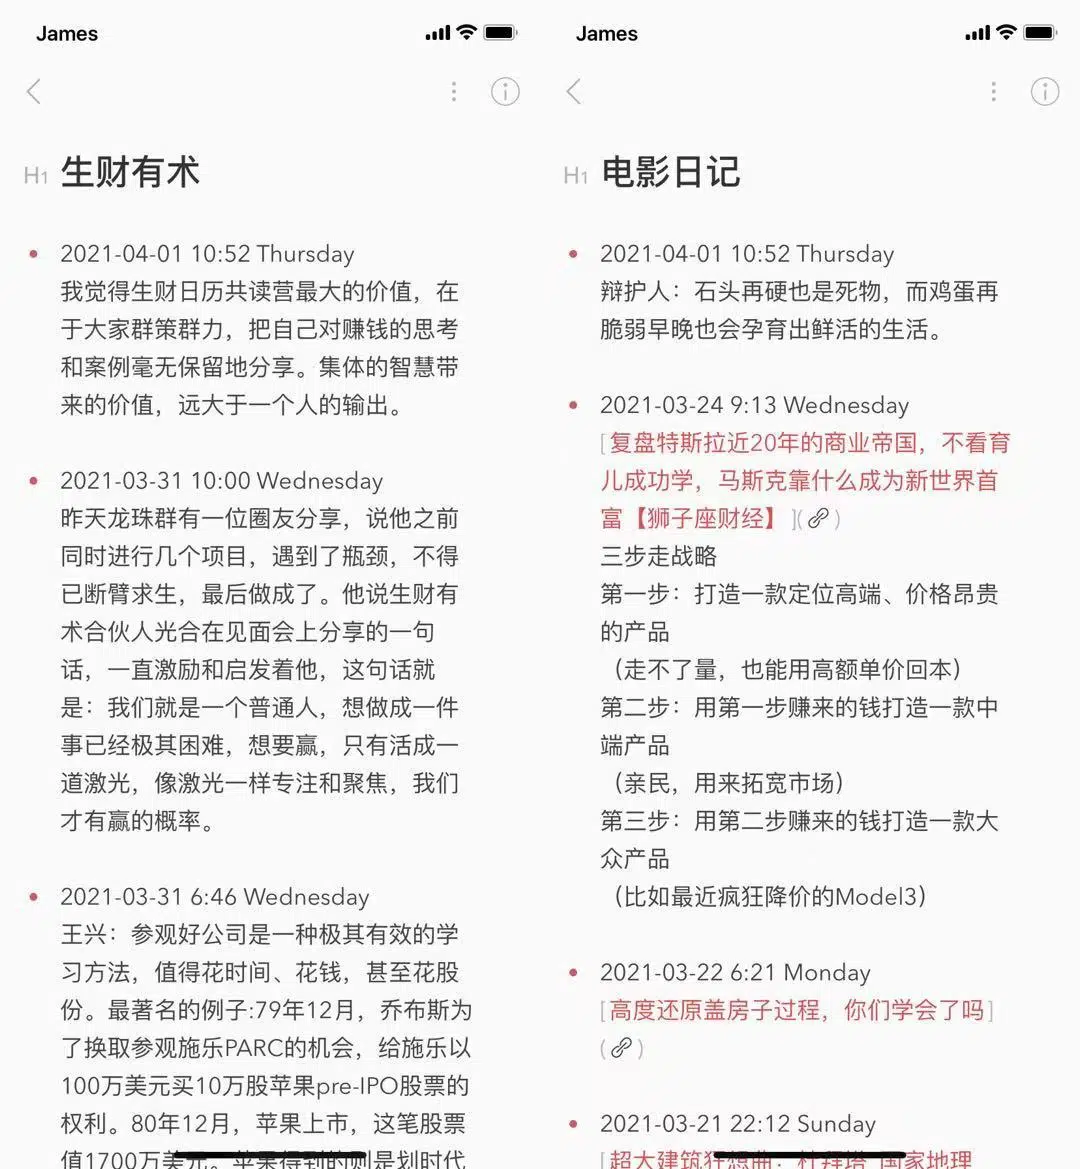 James
H1 生财有术
2021-04-01 10:52 Thursday
我觉得生财日历共读营最大的价值，在
于大家群策群力，把自己对赚钱的思考
和案例毫无保留地分享。集体的智慧带
来的价值，远大于一个人的输出。
2021-03-31 10:00 Wednesday
昨天龙珠群有一位圈友分享，说他之前
同时进行几个项目，遇到了瓶颈，不得
已断臂求生，最后做成了。他说生财有
术合伙人光合在见面会上分享的一句
话，一直激励和启发着他，这句话就
是：我们就是一个普通人，想做成一件
事已经极其困难，想要赢，只有活成一
道激光，像激光一样专注和聚焦，我们
才有赢的概率。
2021-03-31 6:46 Wednesday
王兴：参观好公司是一种极其有效的学
习方法，值得花时间、花钱，甚至花股
份。最著名的例子:79年12月，乔布斯为
了换取参观施乐PARC的机会，给施乐以
100万美元买10万股苹果pre-IPO股票的
权利。80年12月，苹果上市，这笔股票
值1700万美元。苹果得到的则是划时代
James
H1 电影日记
2021-04-01 10:52 Thursday
辩护人：石头再硬也是死物，而鸡蛋再
脆弱早晚也会孕育出鲜活的生活。
2021-03-24 9:13 Wednesday
[复盘特斯拉近20年的商业帝国，不看育
儿成功学，马斯克靠什么成为新世界首
富【狮子座财经】]()
三步走战略
第一步：打造一款定位高端、价格昂贵
的产品
（走不了量，也能用高额单价回本）
第二步：用第一步赚来的钱打造一款中
端产品
（亲民，用来拓宽市场）
第三步：用第二步赚来的钱打造一款大
众产品
（比如最近疯狂降价的Model3）
2021-03-22 6:21 Monday
[高度还原盖房子过程，你们学会了吗]
()
2021-03-21 22:12 Sunday
[超大建筑狂想曲：杜拜塔 国家地理